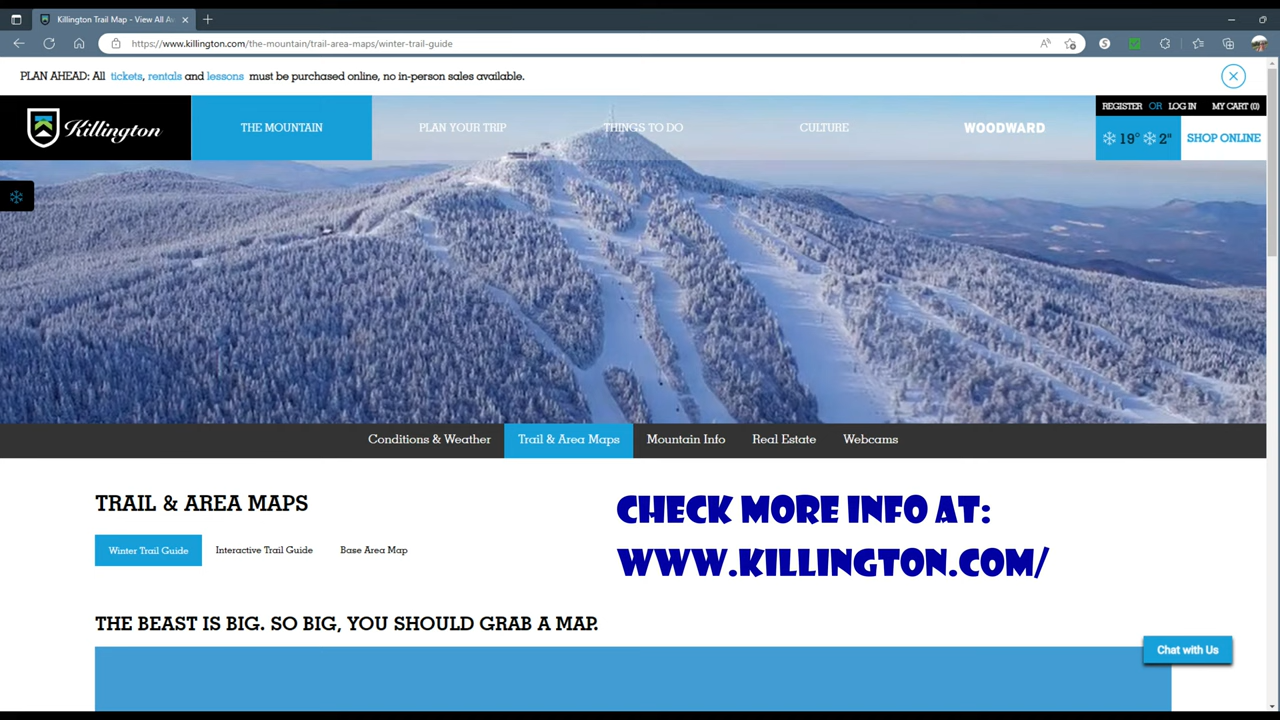 Killington Trail Map - View All Av
https://www.killington.com/the-mountain/trail-area-maps/winter-trail-guide
PLAN AHEAD: All tickets, rentals and lessons must be purchased online, no in-person sales available.
Killington
THE MOUNTAIN
PLAN YOUR TRIP
THINGS TO DO
CULTURE
WOODWARD
REGISTER OR LOG IN MY CART (0)
19° 2"
SHOP ONLINE
Conditions & Weather
Trail & Area Maps
Mountain Info
Real Estate
Webcams
TRAIL & AREA MAPS
CHECK MORE INFO AT:
WWW.KILLINGTON.COM/
Winter Trail Guide
Interactive Trail Guide
Base Area Map
THE BEAST IS BIG. SO BIG, YOU SHOULD GRAB A MAP.
Chat with Us